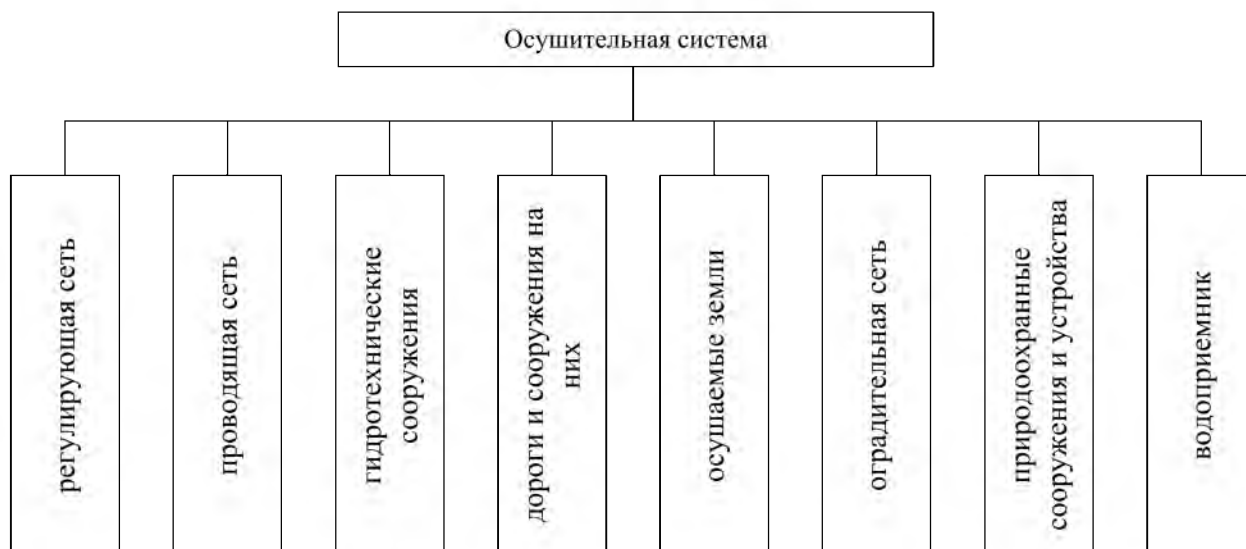 Осушительная система
регулирующая сеть
проводящая сеть
гидротехнические
сооружения
дороги и сооружения на
них
осушаемые земли
оградительная сеть
природоохранные
сооружения и устройства
водоприемник